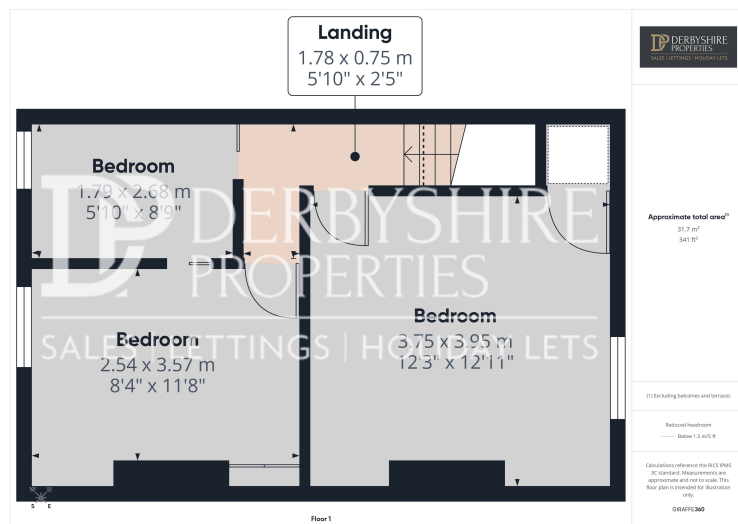 Landing
1.78 x 0.75 m
5'10" x 2'5"
DERBYSHIRE
PROPERTIES
SALES | LETTINGS | HOLIDAY LETS
Bedroom
1.79 x 2.68 m
5'10" x 8'9"
DERBYSHIRE
PROPERTIES
SALES | LETTINGS | HOLIDAY LETS
Bedroom
2.54 x 3.57 m
8'4" x 11'8"
Bedroom
3.75 x 3.95 m
12'3" x 12'11"
Approximate total area(1)
31.7 m²
341 ft²
(1) Excluding balconies and terraces
Reduced headroom
Below 1.5 m/5 ft
Calculations reference the RICS IPMS
3C standard. Measurements are
approximate and not to scale. This
floor plan is intended for illustration
only.
GIRAFFE360
S E
Floor 1